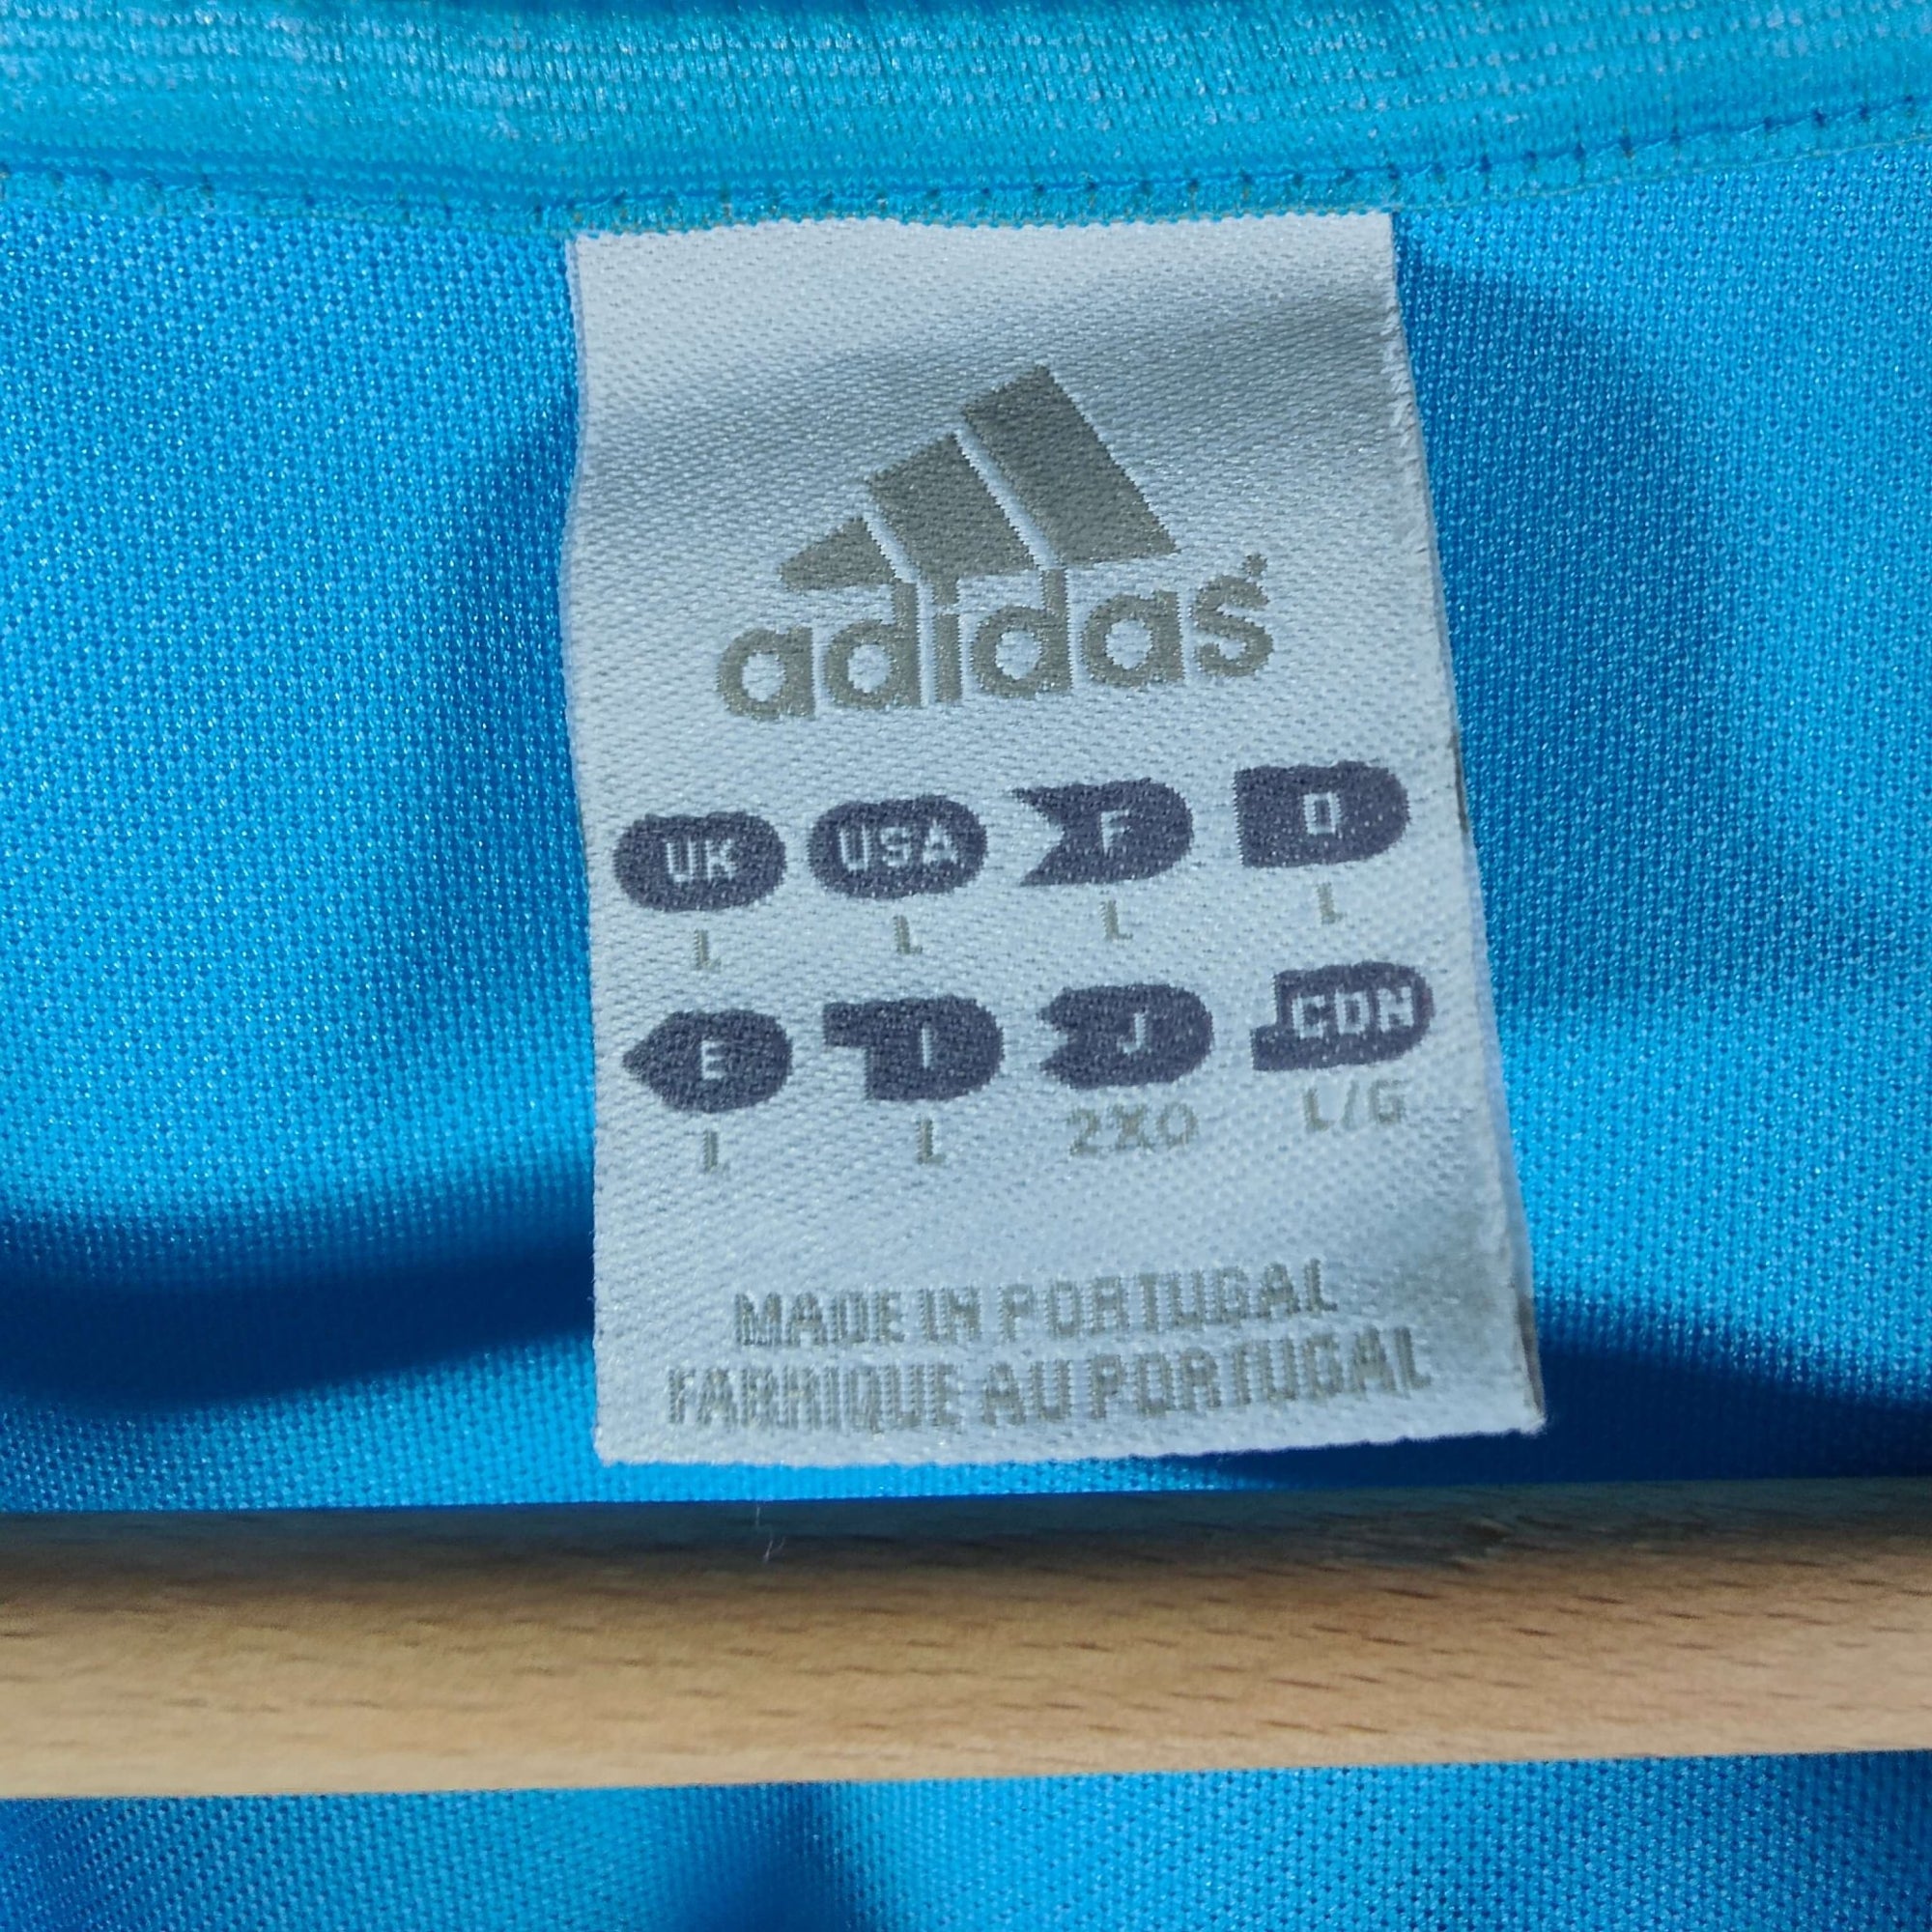 adidas
UK USA F D
L L L L
E I J CDN
L L 2XO L/G
MADE IN PORTUGAL
FABRIQUE AU PORTUGAL